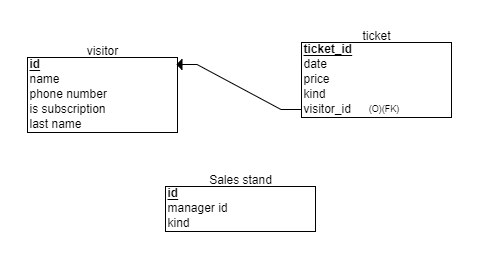 visitor
id
name
phone number
is subscription
last name
ticket
ticket_id
date
price
kind
visitor_id (O)(FK)
Sales stand
id
manager id
kind